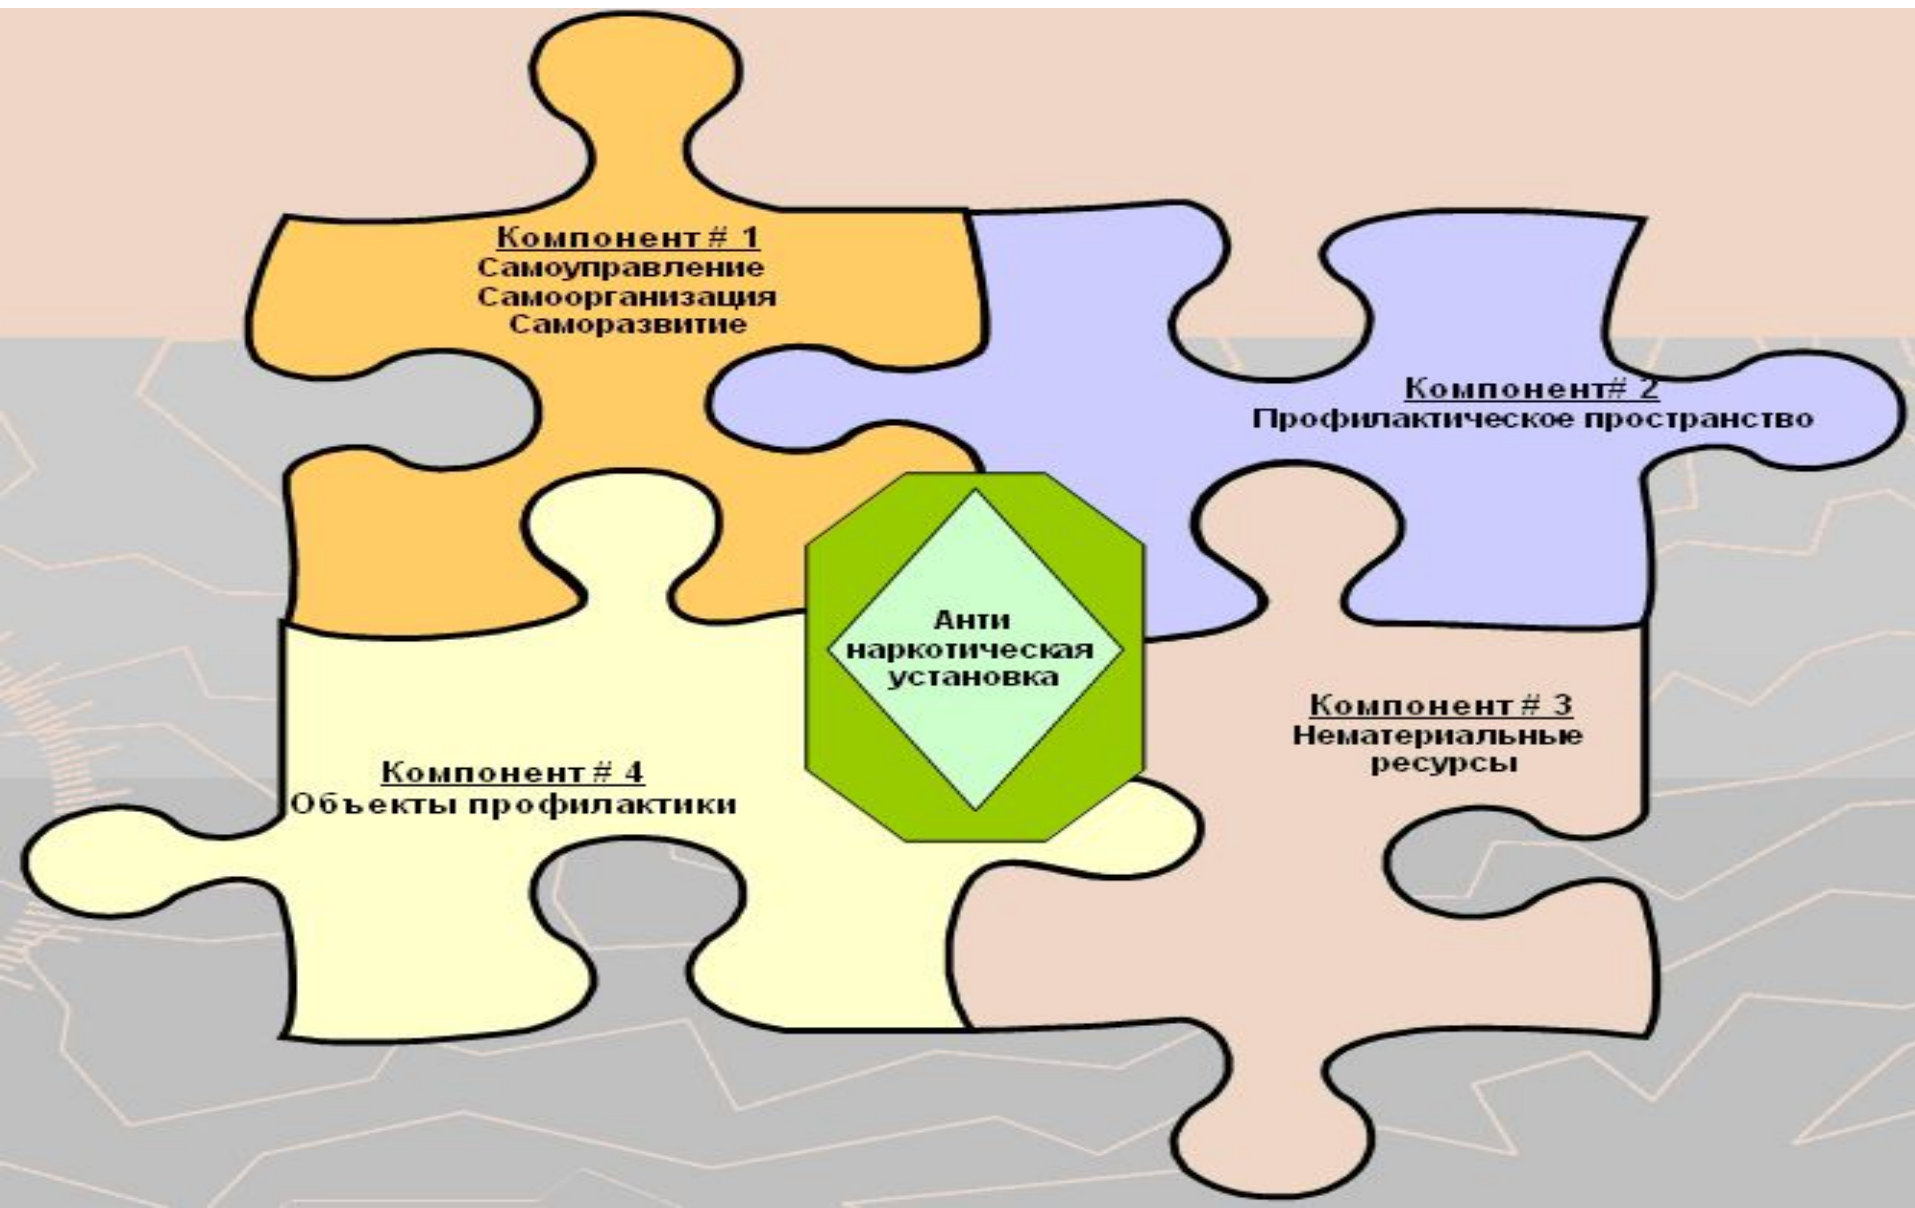 Компонент # 1
Самоуправление
Самоорганизация
Саморазвитие
Компонент# 2
Профилактическое пространство
Анти
наркотическая
установка
Компонент # 3
Нематериальные
ресурсы
Компонент # 4
Объекты профилактики